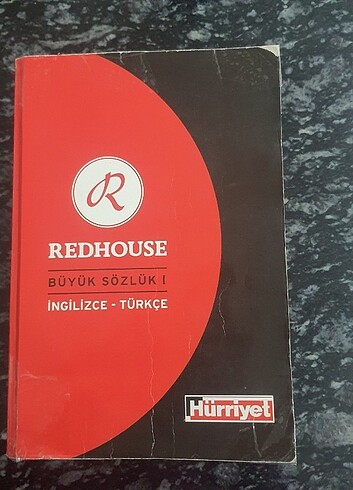 R
REDHOUSE
BÜYÜK SÖZLÜK I
İNGİLİZCE - TÜRKÇE
Hürriyet